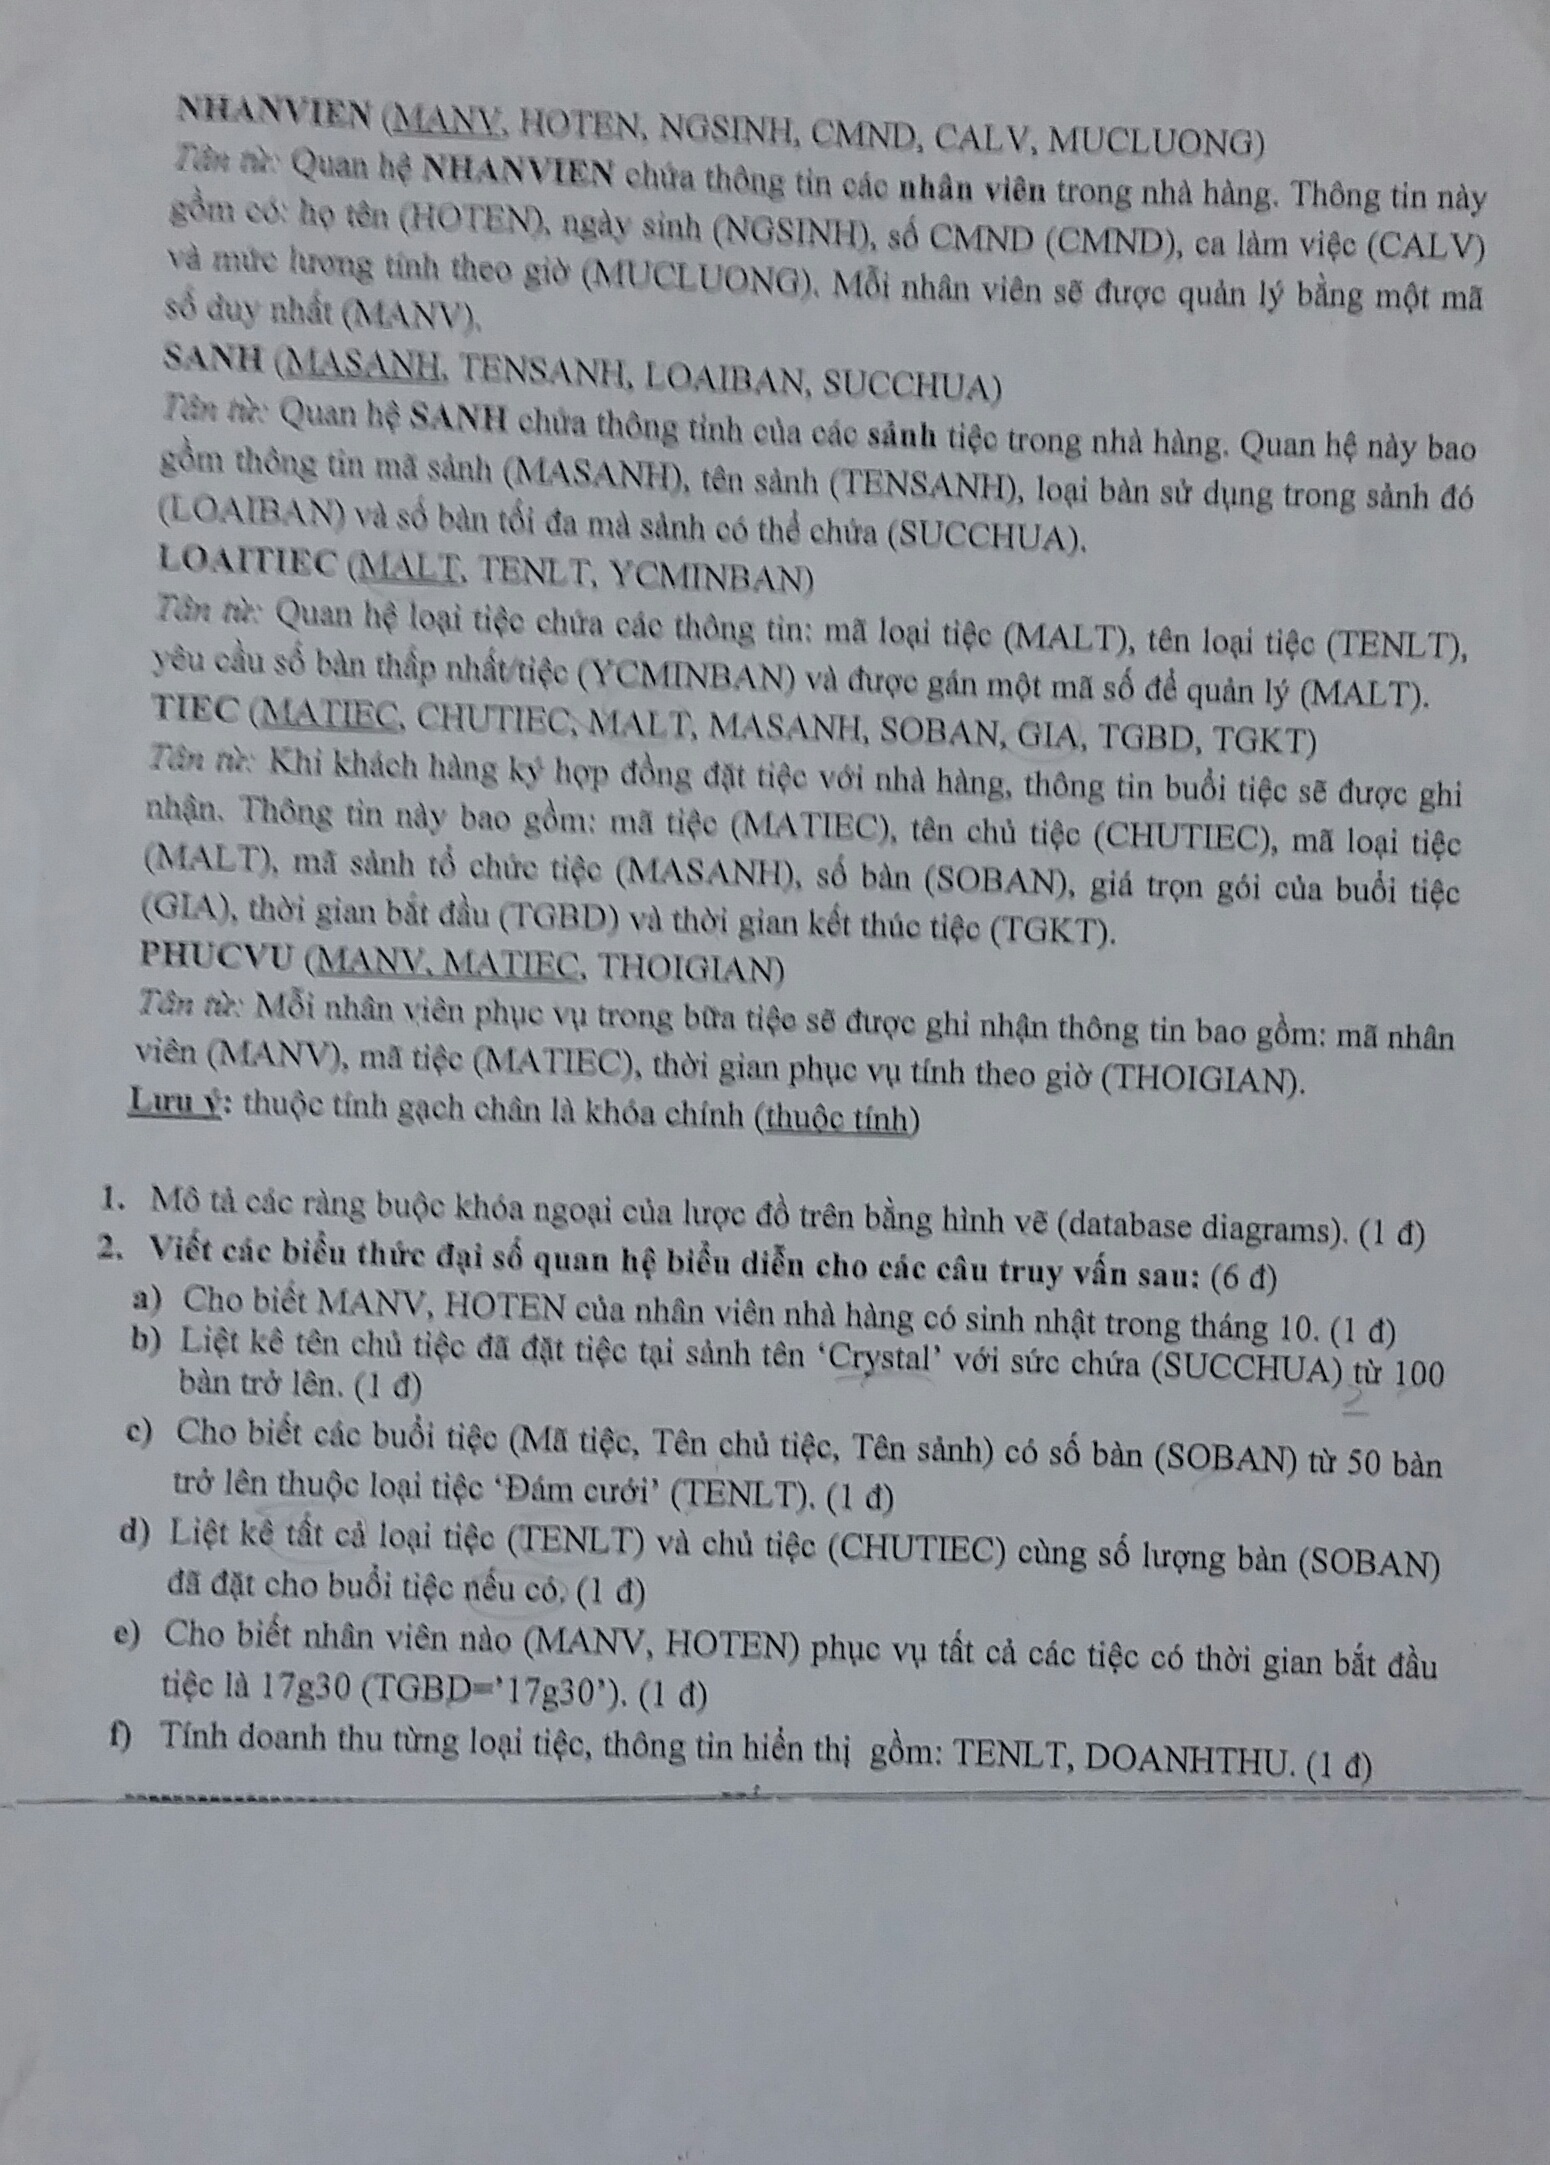 NHANVIEN (MANV, HOTEN, NGSINH, CMND, CALV, MUCLUONG)
Tân từ: Quan hệ NHANVIEN chứa thông tin các nhân viên trong nhà hàng. Thông tin này
gồm có: họ tên (HOTEN), ngày sinh (NGSINH), số CMND (CMND), ca làm việc (CALV)
và mức lương tính theo giờ (MUCLUONG). Mỗi nhân viên sẽ được quản lý bằng một mã
số duy nhất (MANV).
SANH (MASANH, TENSANH, LOAIBAN, SUCCHUA)
Tân từ: Quan hệ SANH chứa thông tinh của các sảnh tiệc trong nhà hàng. Quan hệ này bao
gồm thông tin mã sảnh (MASANH), tên sảnh (TENSANH), loại bàn sử dụng trong sảnh đó
(LOAIBAN) và số bàn tối đa mà sảnh có thể chứa (SUCCHUA).
LOAITIEC (MALT, TENLT, YCMINBAN)
Tân từ: Quan hệ loại tiệc chứa các thông tin: mã loại tiệc (MALT), tên loại tiệc (TENLT),
yêu cầu số bàn thấp nhất/tiệc (YCMINBAN) và được gán một mã số để quản lý (MALT).
TIEC (MATIEC, CHUTIEC, MALT, MASANH, SOBAN, GIA, TGBD, TGKT)
Tân từ: Khi khách hàng ký hợp đồng đặt tiệc với nhà hàng, thông tin buổi tiệc sẽ được ghi
nhận. Thông tin này bao gồm: mã tiệc (MATIEC), tên chủ tiệc (CHUTIEC), mã loại tiệc
(MALT), mã sảnh tổ chức tiệc (MASANH), số bàn (SOBAN), giá trọn gói của buổi tiệc
(GIA), thời gian bắt đầu (TGBD) và thời gian kết thúc tiệc (TGKT).
PHUCVU (MANV, MATIEC, THOIGIAN)
Tân từ: Mỗi nhân viên phục vụ trong bữa tiệc sẽ được ghi nhận thông tin bao gồm: mã nhân
viên (MANV), mã tiệc (MATIEC), thời gian phục vụ tính theo giờ (THOIGIAN).
Lưu ý: thuộc tính gạch chân là khóa chính (thuộc tính)
1. Mô tả các ràng buộc khóa ngoại của lược đồ trên bằng hình vẽ (database diagrams). (1 đ)
2. Viết các biểu thức đại số quan hệ biểu diễn cho các câu truy vấn sau: (6 đ)
a) Cho biết MANV, HOTEN của nhân viên nhà hàng có sinh nhật trong tháng 10. (1 đ)
b) Liệt kê tên chủ tiệc đã đặt tiệc tại sảnh tên ‘Crystal’ với sức chứa (SUCCHUA) từ 100
bàn trở lên. (1 đ)
c) Cho biết các buổi tiệc (Mã tiệc, Tên chủ tiệc, Tên sảnh) có số bàn (SOBAN) từ 50 bàn
trở lên thuộc loại tiệc ‘Đám cưới’ (TENLT). (1 đ)
d) Liệt kê tất cả loại tiệc (TENLT) và chủ tiệc (CHUTIEC) cùng số lượng bàn (SOBAN)
đã đặt cho buổi tiệc nếu có. (1 đ)
e) Cho biết nhân viên nào (MANV, HOTEN) phục vụ tất cả các tiệc có thời gian bắt đầu
tiệc là 17g30 (TGBD=’17g30’). (1 đ)
f) Tính doanh thu từng loại tiệc, thông tin hiển thị gồm: TENLT, DOANHTHU. (1 đ)